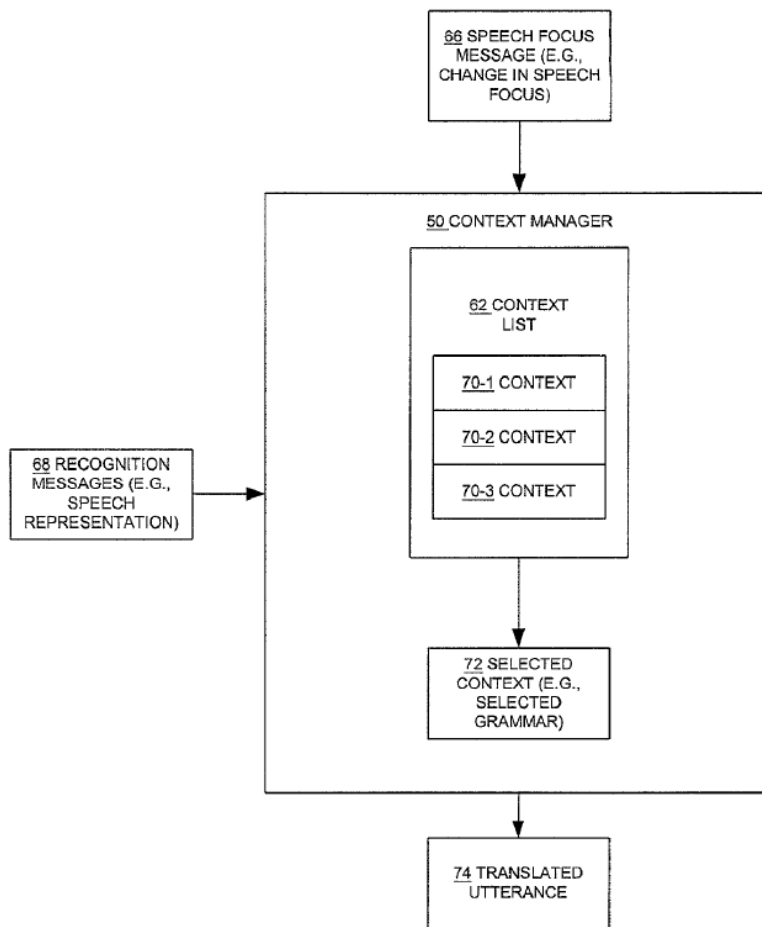 66 SPEECH FOCUS
MESSAGE (E.G.,
CHANGE IN SPEECH
FOCUS)
50 CONTEXT MANAGER
62 CONTEXT
LIST
70-1 CONTEXT
70-2 CONTEXT
70-3 CONTEXT
68 RECOGNITION
MESSAGES (E.G.,
SPEECH
REPRESENTATION)
72 SELECTED
CONTEXT (E.G.,
SELECTED
GRAMMAR)
74 TRANSLATED
UTTERANCE